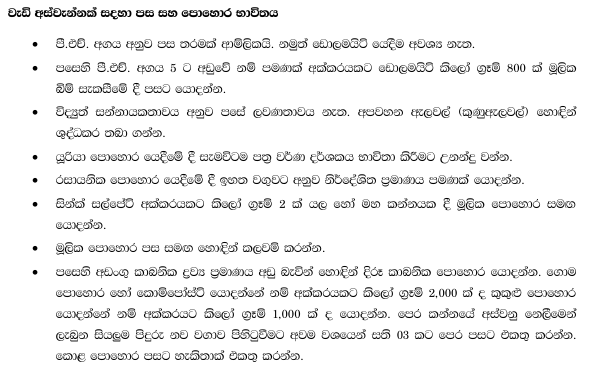 වැඩි අස්වැන්නක් සඳහා පස සහ පොහොර භාවිතය
• පී.එච්. අගය අනුව පස තරමක් ආම්ලිකයි. නමුත් ඩොලමයිට් යෙදීම අවශ්‍ය නැත.
• පසෙහි පී.එච්. අගය 5 ට අඩුවේ නම් පමණක් අක්කරයකට ඩොලමයිට් කිලෝ ග්‍රෑම් 800 ක් මූලික
බිම් සැකසීමේ දී පසට යොදන්න.
• විද්‍යුත් සන්නායකතාවය අනුව පසේ ලවණතාවය නැත. අපවහන ඇලවල් (කුණුඇලවල්) හොඳින්
ශුද්ධකර තබා ගන්න.
• යූරියා පොහොර යෙදීමේ දී සැමවිටම පත්‍ර වර්ණ දර්ශකය භාවිතා කිරීමට උනන්දු වන්න.
• රසායනික පොහොර යෙදීමේ දී ඉහත වගුවට අනුව නිර්දේශිත ප්‍රමාණය පමණක් යොදන්න.
• සින්ක් සල්පේට් අක්කරයකට කිලෝ ග්‍රෑම් 2 ක් යල හෝ මහ කන්නයක දී මූලික පොහොර සමඟ
යොදන්න.
• මූලික පොහොර පස සමඟ හොඳින් කලවම් කරන්න.
• පසෙහි අඩංගු කාබනික ද්‍රව්‍ය ප්‍රමාණය අඩු බැවින් හොඳින් දිරූ කාබනික පොහොර යොදන්න. ගොම
පොහොර හෝ කොම්පෝස්ට් යොදන්නේ නම් අක්කරයකට කිලෝ ග්‍රෑම් 2,000 ක් ද කුකුළු පොහොර
යොදන්නේ නම් අක්කරයට කිලෝ ග්‍රෑම් 1,000 ක් ද යොදන්න. පෙර කන්නයේ අස්වනු නෙලීමෙන්
ලැබුන සියලුම පිදුරු නව වගාව පිහිටුවීමට අවම වශයෙන් සති 03 කට පෙර පසට එකතු කරන්න.
කොළ පොහොර පසට හැකිතාක් එකතු කරන්න.